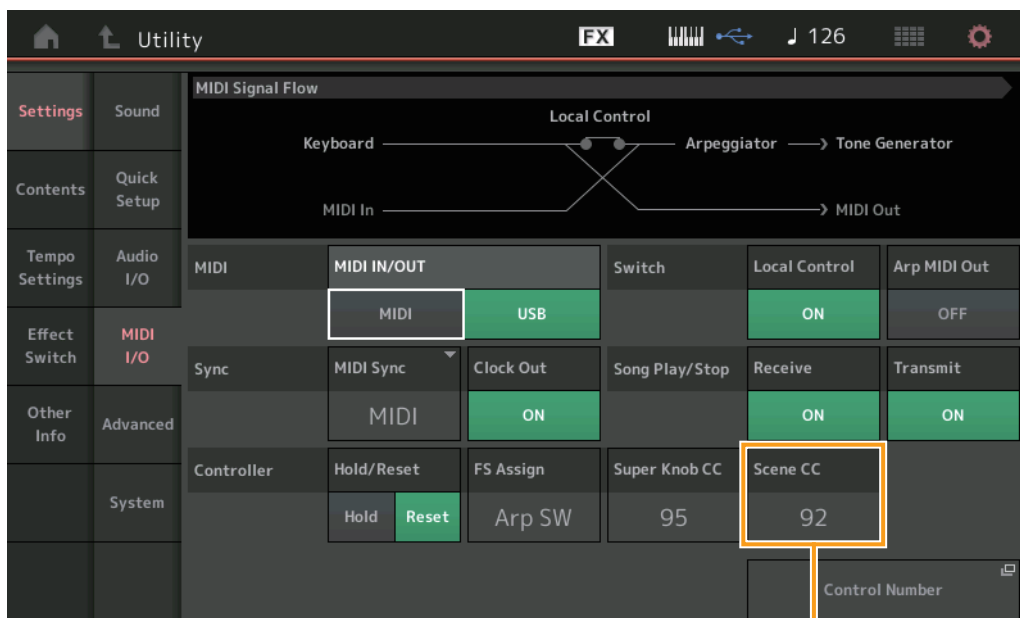 Utility
FX
126
Settings
Contents
Tempo
Settings
Effect
Switch
Other
Info
Sound
Quick
Setup
Audio
I/O
MIDI
I/O
Advanced
System
MIDI Signal Flow
Local Control
Keyboard
Arpeggiator
Tone Generator
MIDI In
MIDI Out
MIDI
MIDI IN/OUT
MIDI
USB
Switch
Local Control
ON
Arp MIDI Out
OFF
Sync
MIDI Sync
MIDI
Clock Out
ON
Song Play/Stop
Receive
ON
Transmit
ON
Controller
Hold/Reset
Hold
Reset
FS Assign
Arp SW
Super Knob CC
95
Scene CC
92
Control Number